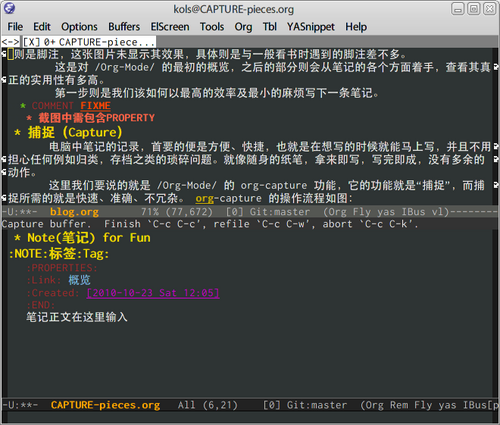 kols@CAPTURE-pieces.org
File Edit Options Buffers ElScreen Tools Org Tbl YASnippet Help
<-> [X] 0+ CAPTURE-piece...
则是脚注，这张图片未显示其效果，具体则是与一般看书时遇到的脚注差不多。
这是对 /Org-Mode/ 的最初的概览，之后的部分则会从笔记的各个方面着手，查看其真
正的实用性有多高。
第一步则是我们该如何以最高的效率及最小的麻烦写下一条笔记。
* COMMENT FIXME
* 截图中需包含PROPERTY
* 捕捉（Capture）
电脑中笔记的记录，首要的便是方便、快捷，也就是在想写的时候就能马上写，并且不用
担心任何例如归类，存档之类的琐碎问题。就像随身的纸笔，拿来即写，写完即成，没有多余的
动作。
这里我们要说的就是 /Org-Mode/ 的 org-capture 功能，它的功能就是“捕捉”，而捕
捉所需的就是快速、准确、不冗杂。 org-capture 的操作流程如图:
-U:**- blog.org 71% (77,672) [0] Git:master (Org Fly yas IBus vl)--------
Capture buffer. Finish `C-c C-c', refile `C-c C-w', abort `C-c C-k'.
* Note(笔记) for Fun
:NOTE:标签:Tag:
:PROPERTIES:
:Link: 概览
:Created: [2010-10-23 Sat 12:05]
:END:
笔记正文在这里输入
-U:**- CAPTURE-pieces.org All (6,21) [0] Git:master (Org Rem Fly yas IBus[p